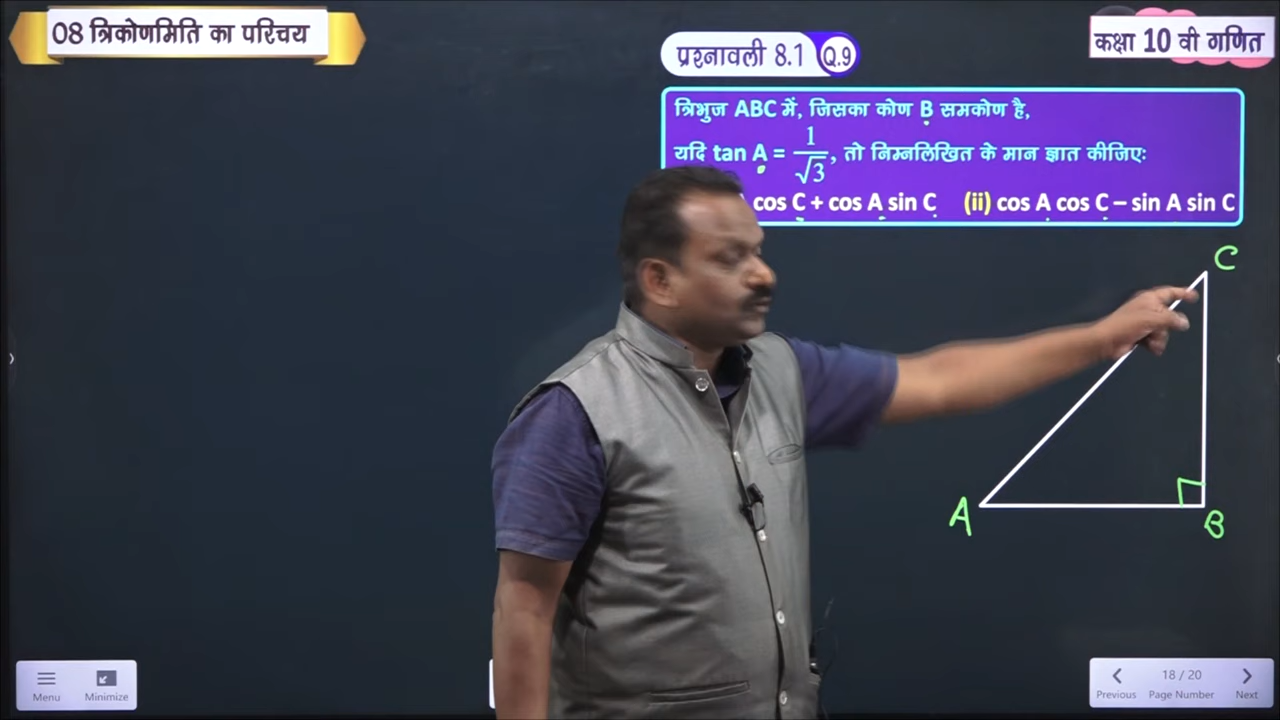 08 त्रिकोणमिति का परिचय
कक्षा 10 वी गणित
प्रश्नावली 8.1 Q.9
त्रिभुज ABC में, जिसका कोण B समकोण है,
यदि tan A = 1/√3, तो निम्नलिखित के मान ज्ञात कीजिए:
cos C + cos A sin C (ii) cos A cos C – sin A sin C
C
A
B
Menu
Minimize
18 / 20
Previous Page Number Next